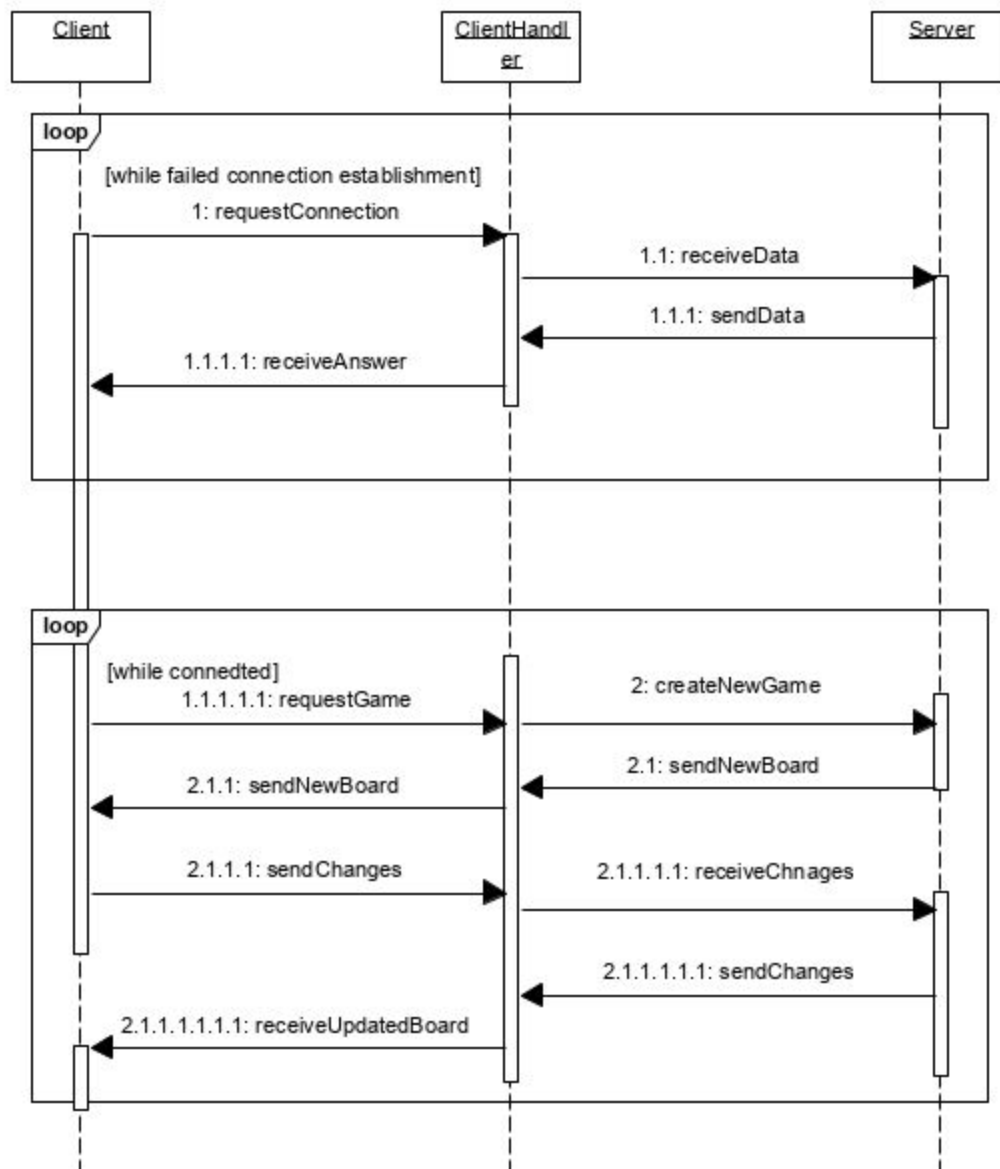 Client
ClientHandl
er
Server
loop
[while failed connection establishment]
1: requestConnection
1.1: receiveData
1.1.1: sendData
1.1.1.1: receiveAnswer
loop
[while connedted]
1.1.1.1.1: requestGame
2: createNewGame
2.1: sendNewBoard
2.1.1: sendNewBoard
2.1.1.1: sendChanges
2.1.1.1.1: receiveChnages
2.1.1.1.1.1: sendChanges
2.1.1.1.1.1.1: receiveUpdatedBoard